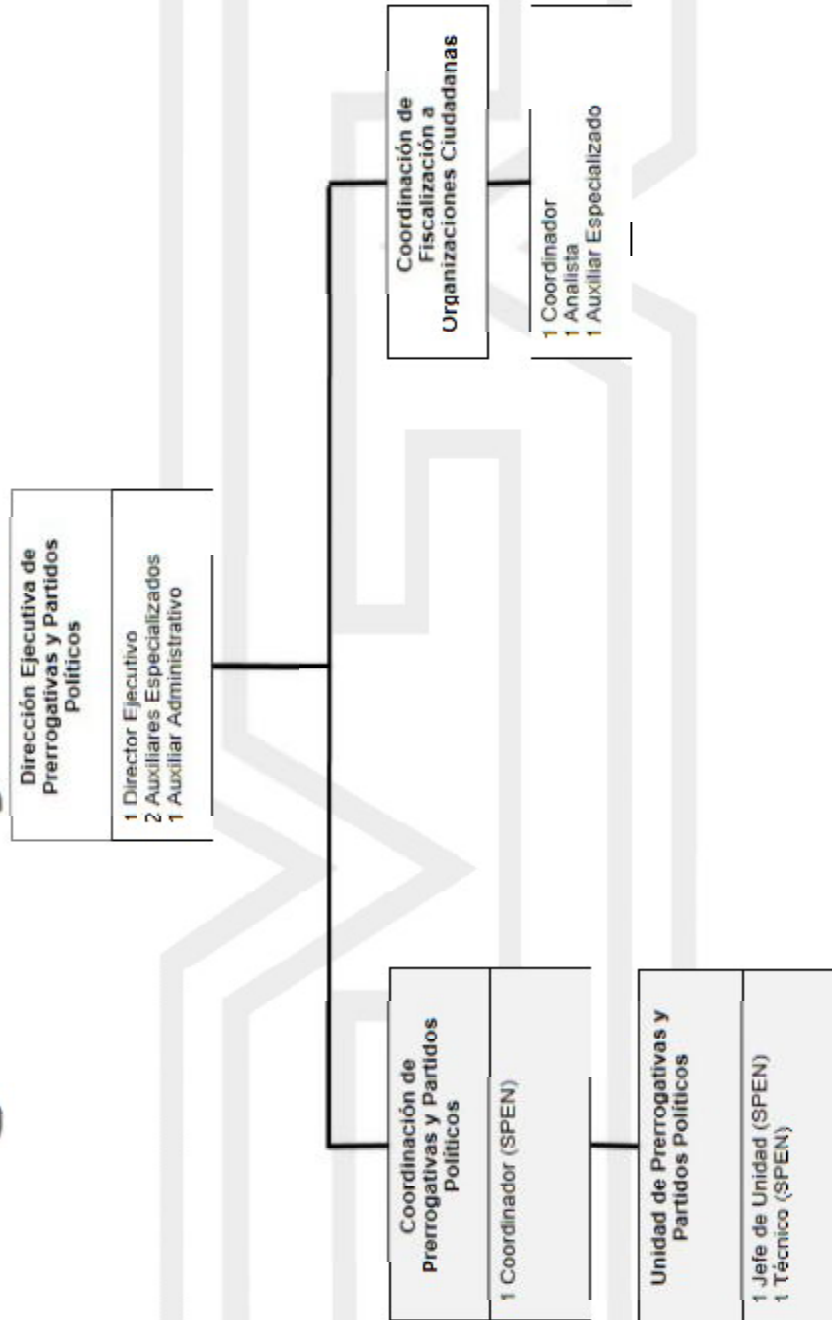 Dirección Ejecutiva de
Prerrogativas y Partidos
Políticos
1 Director Ejecutivo
2 Auxiliares Especializados
1 Auxiliar Administrativo
Coordinación de
Prerrogativas y Partidos
Políticos
1 Coordinador (SPEN)
Unidad de Prerrogativas y
Partidos Políticos
1 Jefe de Unidad (SPEN)
1 Técnico (SPEN)
Coordinación de
Fiscalización a
Organizaciones Ciudadanas
1 Coordinador
1 Analista
1 Auxiliar Especializado